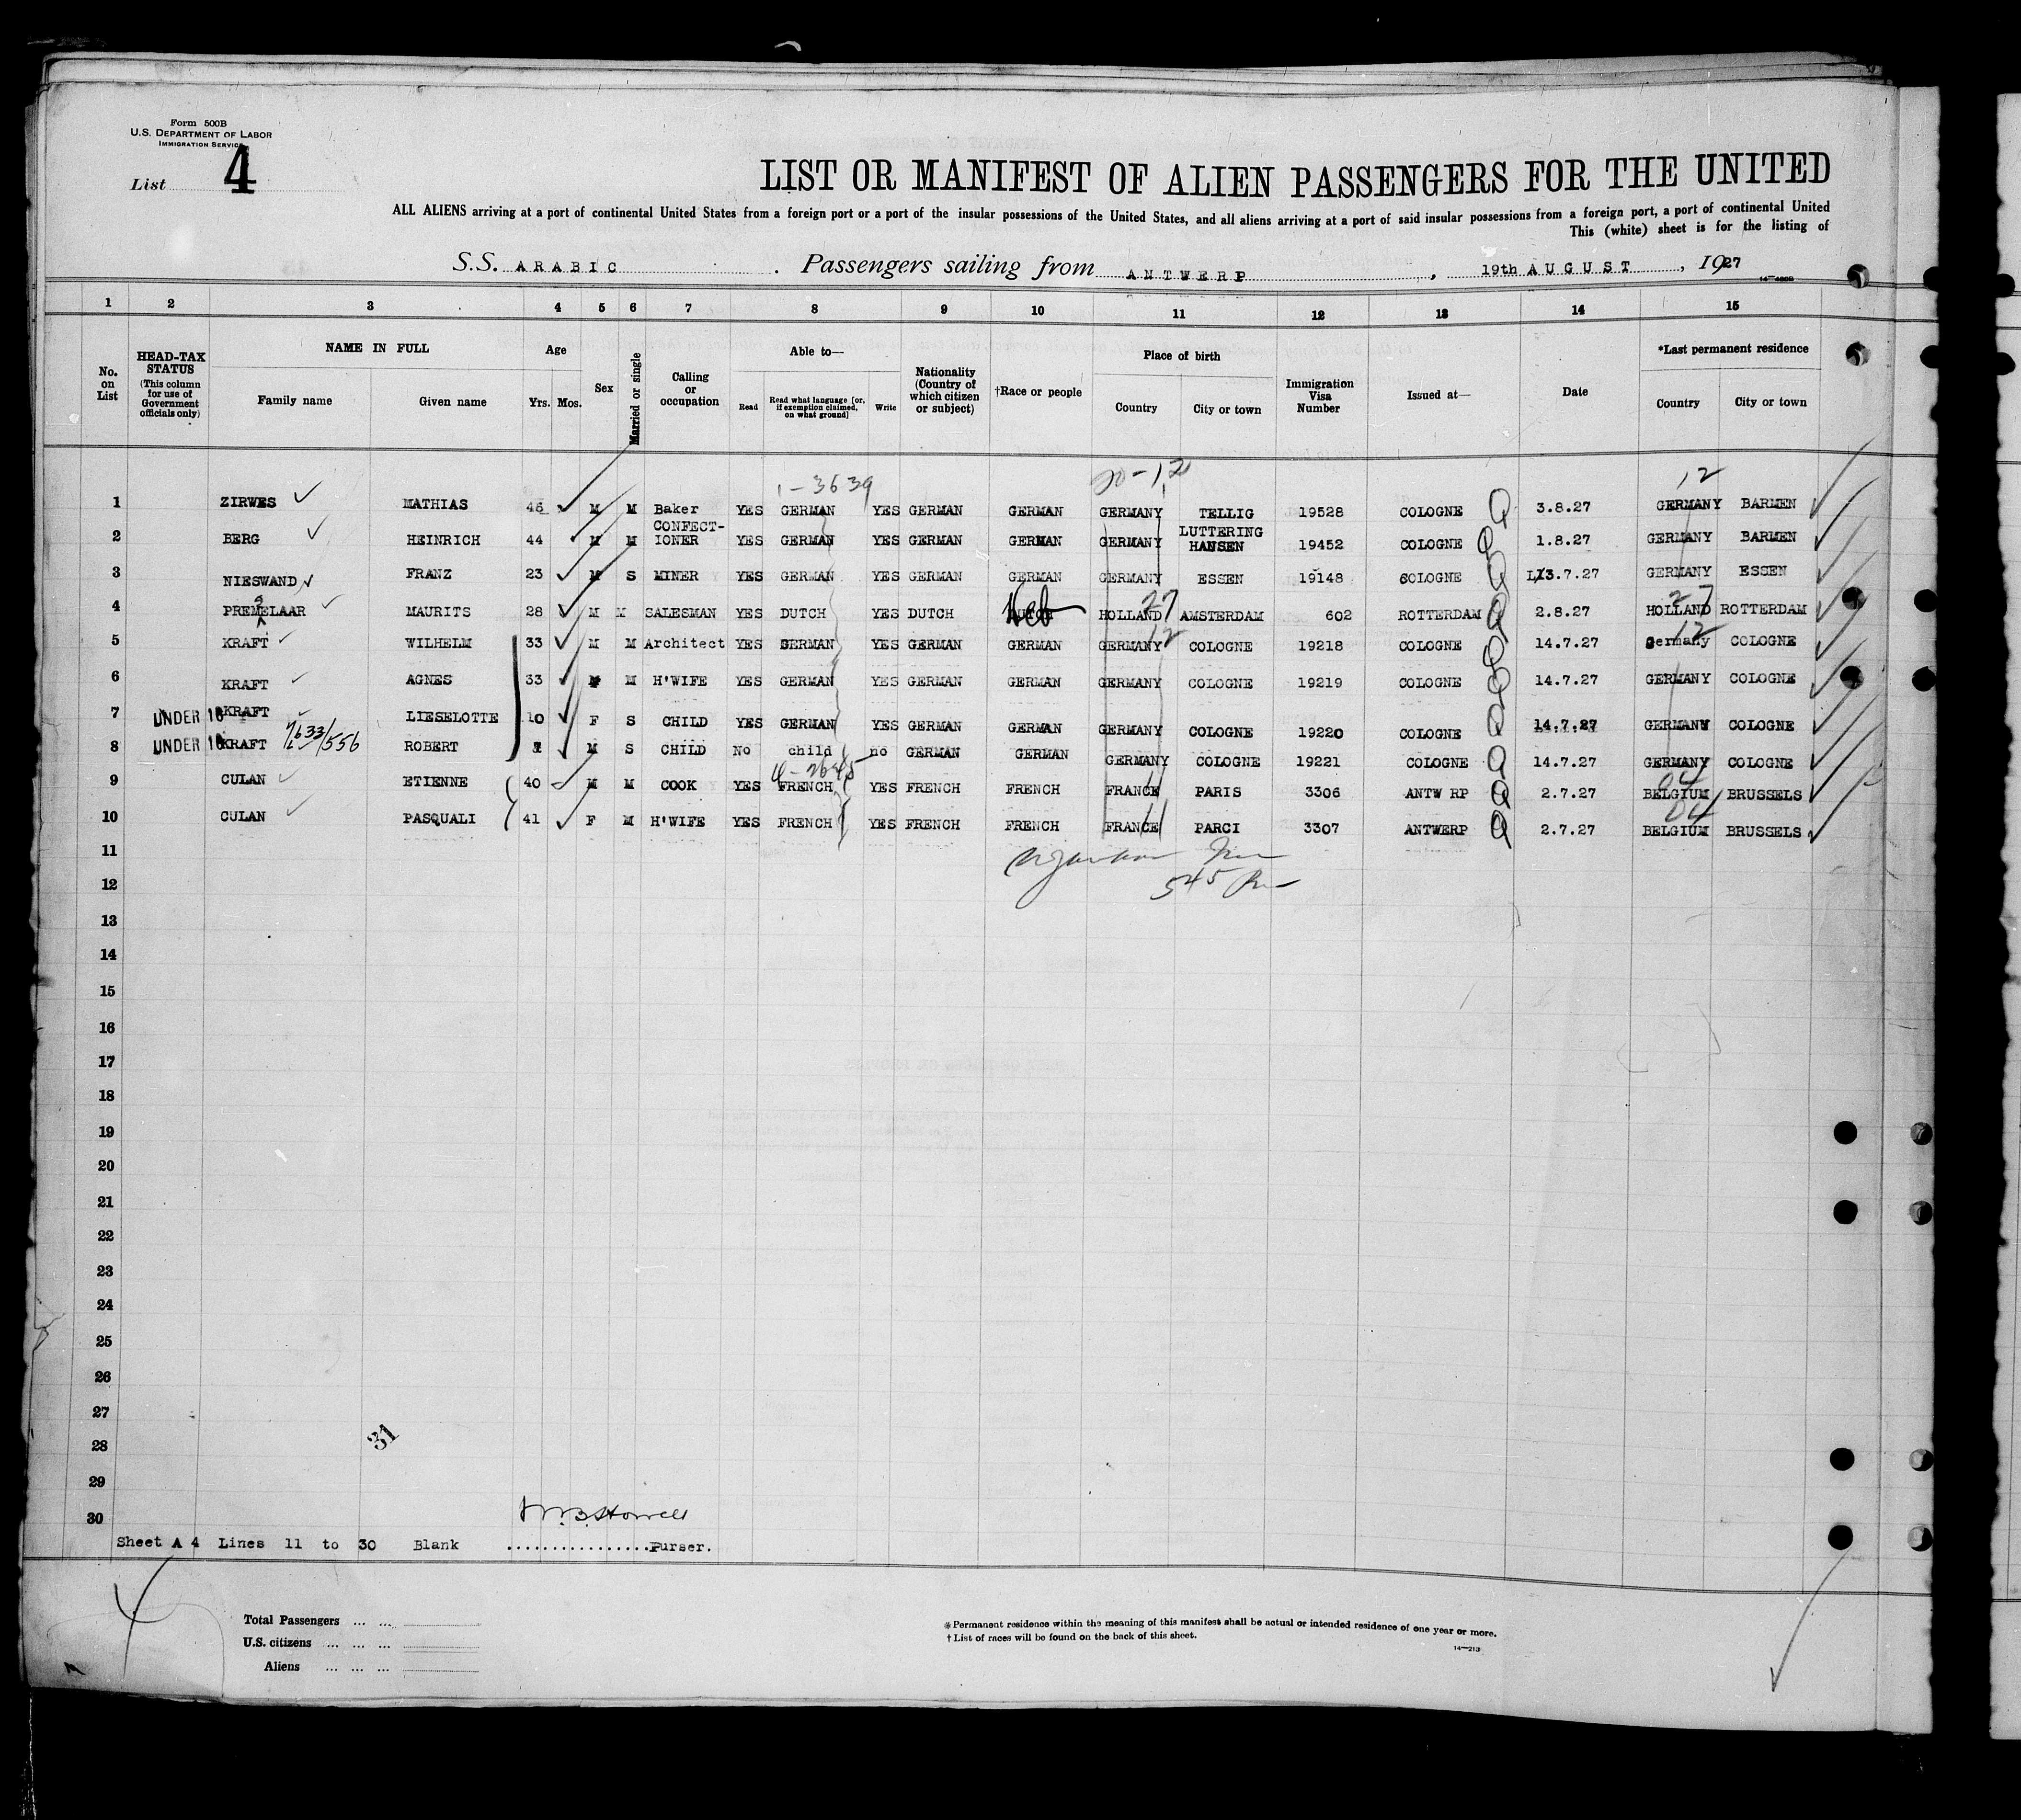 Form 500B
U.S. DEPARTMENT OF LABOR
IMMIGRATION SERVICE
List 4
LIST OR MANIFEST OF ALIEN PASSENGERS FOR THE UNITED
ALL ALIENS arriving at a port of continental United States from a foreign port or a port of the insular possessions of the United States, and all aliens arriving at a port of said insular possessions from a foreign port, a port of continental United
This (white) sheet is for the listing of
S.S. ARABIC . Passengers sailing from ANTWERP , 19th AUGUST , 1927
1 2 3 4 5 6 7 8 9 10 11 12 13 14 15
No. on List
HEAD-TAX STATUS
(This column for use of Government officials only)
NAME IN FULL
Family name
Given name
Age
Yrs. Mos.
Sex
Married or single
Calling or occupation
Able to—
Read
Read what language [or, if exemption claimed, on what ground]
Write
Nationality (Country of which citizen or subject)
†Race or people
Place of birth
Country
City or town
Immigration Visa Number
Issued at—
Date
*Last permanent residence
Country
City or town
1-3639 20-12 12
1 ZIRWES MATHIAS 46 M M Baker YES GERMAN YES GERMAN GERMAN GERMANY TELLIG 19528 COLOGNE 3.8.27 GERMANY BARMEN
2 BERG HEINRICH 44 M M CONFECT-IONER YES GERMAN YES GERMAN GERMAN GERMANY LUTTERING HANSEN 19452 COLOGNE 1.8.27 GERMANY BARMEN
3 NIESWAND FRANZ 23 M S MINER YES GERMAN YES GERMAN GERMAN GERMANY ESSEN 19148 COLOGNE 13.7.27 GERMANY ESSEN
4 PREMELAAR MAURITS 28 M M SALESMAN YES DUTCH YES DUTCH Heb HOLLAND 27 AMSTERDAM 602 ROTTERDAM 2.8.27 HOLLAND 27 ROTTERDAM
5 KRAFT WILHELM 33 M M Architect YES GERMAN YES GERMAN GERMAN GERMANY 12 COLOGNE 19218 COLOGNE 14.7.27 Germany 12 COLOGNE
6 KRAFT AGNES 33 M H'WIFE YES GERMAN YES GERMAN GERMAN GERMANY COLOGNE 19219 COLOGNE 14.7.27 GERMANY COLOGNE
7 UNDER 16 KRAFT LIESELOTTE 10 F S CHILD YES GERMAN YES GERMAN GERMAN GERMANY COLOGNE 19220 COLOGNE 14.7.27 GERMANY COLOGNE
8 UNDER 16 KRAFT ROBERT M S CHILD No child no GERMAN GERMAN GERMANY COLOGNE 19221 COLOGNE 14.7.27 GERMANY COLOGNE
4-2645
9 CULAN ETIENNE 40 M M COOK YES FRENCH YES FRENCH FRENCH FRANCE PARIS 3306 ANTW RP 2.7.27 BELGIUM 04 BRUSSELS
10 CULAN PASQUALI 41 F M H'WIFE YES FRENCH YES FRENCH FRENCH FRANCE PARCI 3307 ANTWERP 2.7.27 BELGIUM 04 BRUSSELS
11
12 545
13
14
15
16
17
18
19
20
21
22
23
24
25
26
27
28 31
29
30
Sheet A 4 Lines 11 to 30 Blank ................Purser.
Total Passengers ... ...
U.S. citizens ... ... ...
Aliens ... ... ...
* Permanent residence within the meaning of this manifest shall be actual or intended residence of one year or more.
† List of races will be found on the back of this sheet.
14—213